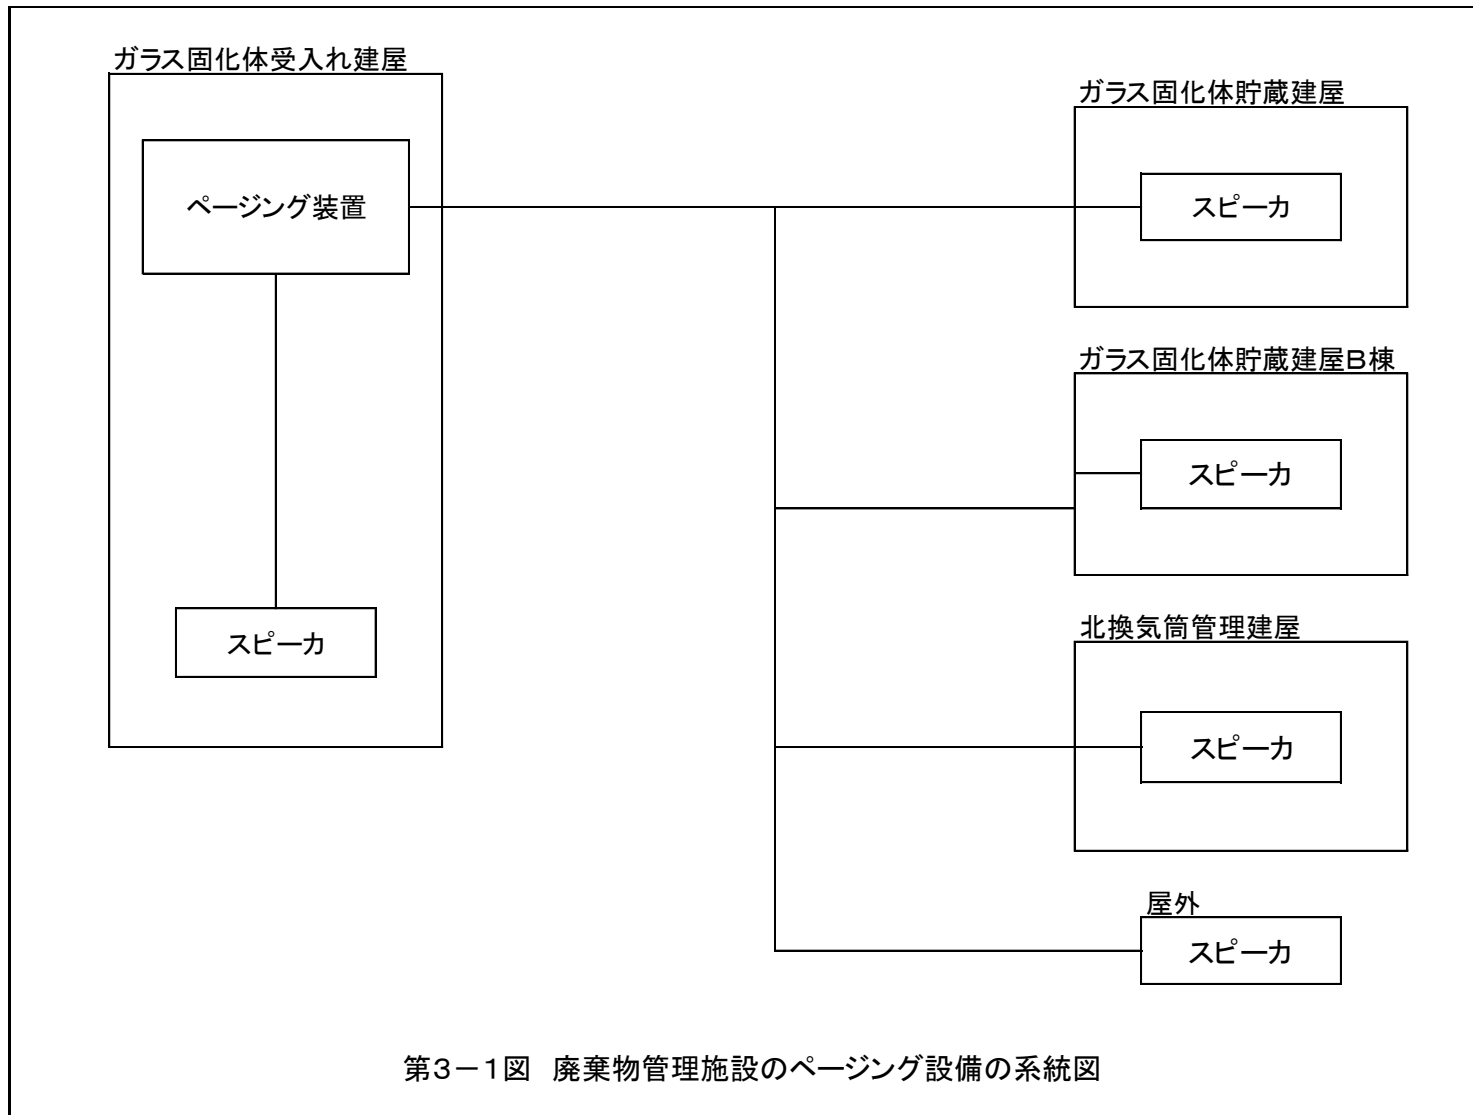 ガラス固化体受入れ建屋
ページング装置
スピーカ
ガラス固化体貯蔵建屋
スピーカ
ガラス固化体貯蔵建屋B棟
スピーカ
北換気筒管理建屋
スピーカ
屋外
スピーカ
第3-1図 廃棄物管理施設のページング設備の系統図